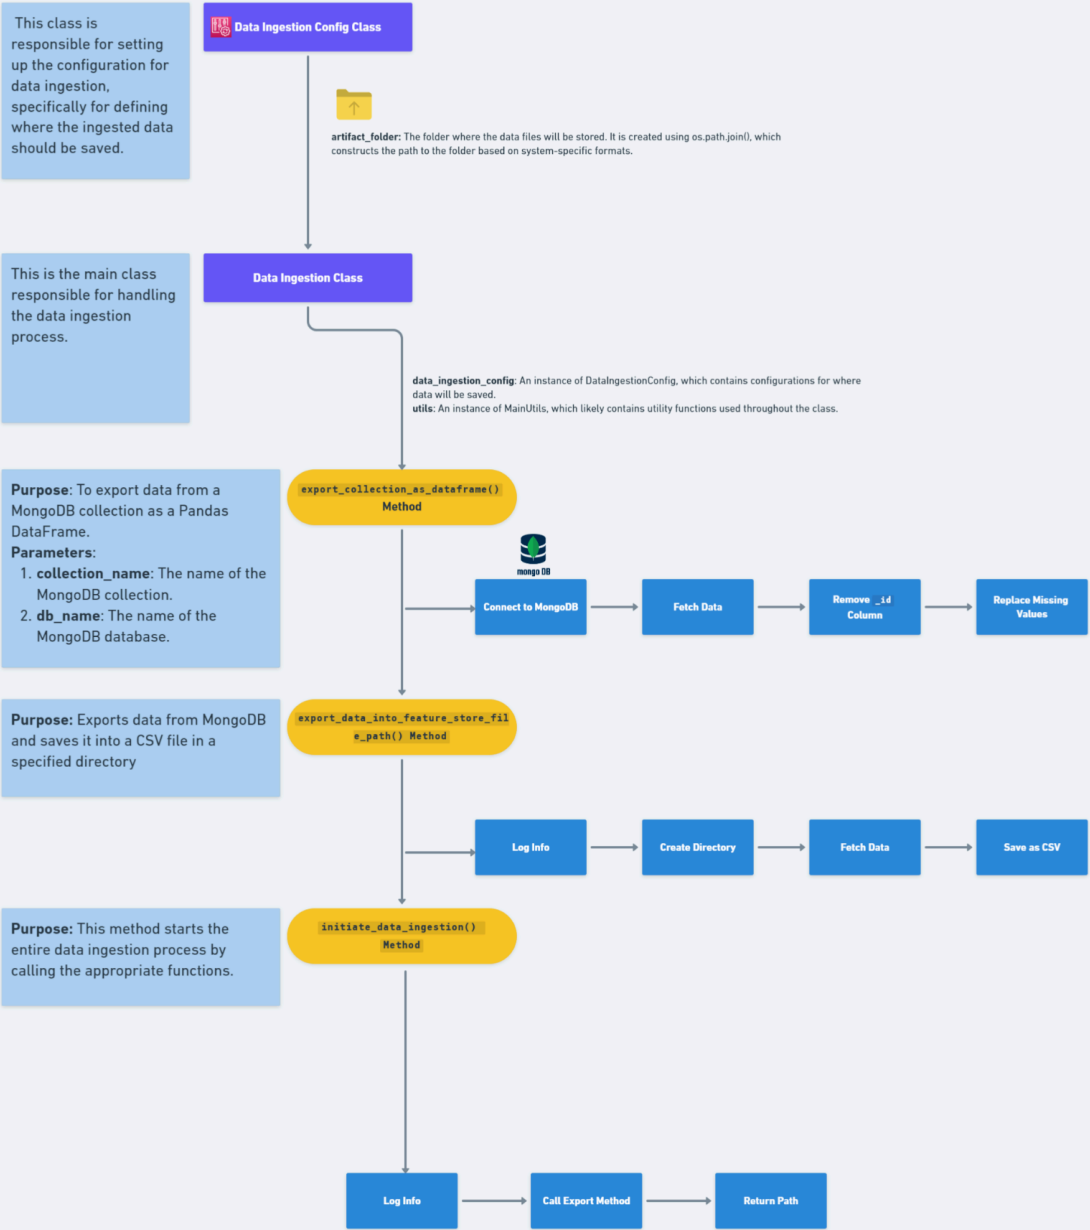 This class is
responsible for setting
up the configuration for
data ingestion,
specifically for defining
where the ingested data
should be saved.
Data Ingestion Config Class
artifact_folder: The folder where the data files will be stored. It is created using os.path.join(), which
constructs the path to the folder based on system-specific formats.
This is the main class
responsible for handling
the data ingestion
process.
Data Ingestion Class
data_ingestion_config: An instance of DataIngestionConfig, which contains configurations for where
data will be saved.
utils: An instance of MainUtils, which likely contains utility functions used throughout the class.
Purpose: To export data from a
MongoDB collection as a Pandas
DataFrame.
Parameters:
1. collection_name: The name of the
MongoDB collection.
2. db_name: The name of the
MongoDB database.
export_collection_as_dataframe()
Method
mongo DB
Connect to MongoDB
Fetch Data
Remove _id
Column
Replace Missing
Values
Purpose: Exports data from MongoDB
and saves it into a CSV file in a
specified directory
export_data_into_feature_store_fil
e_path() Method
Log Info
Create Directory
Fetch Data
Save as CSV
Purpose: This method starts the
entire data ingestion process by
calling the appropriate functions.
initiate_data_ingestion()
Method
Log Info
Call Export Method
Return Path